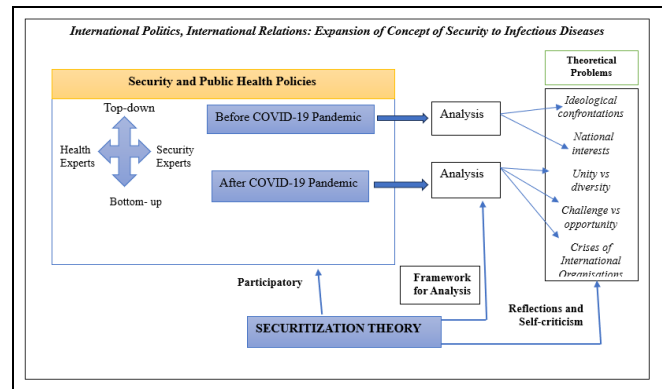 International Politics, International Relations: Expansion of Concept of Security to Infectious Diseases
Theoretical
Problems
Security and Public Health Policies
Top-down
Health
Experts
Security
Experts
Bottom- up
Before COVID-19 Pandemic
After COVID-19 Pandemic
Analysis
Analysis
Ideological
confrontations
National
interests
Unity vs
diversity
Challenge vs
opportunity
Crises of
International
Organisations
Participatory
Framework
for Analysis
Reflections and
Self-criticism
SECURITIZATION THEORY